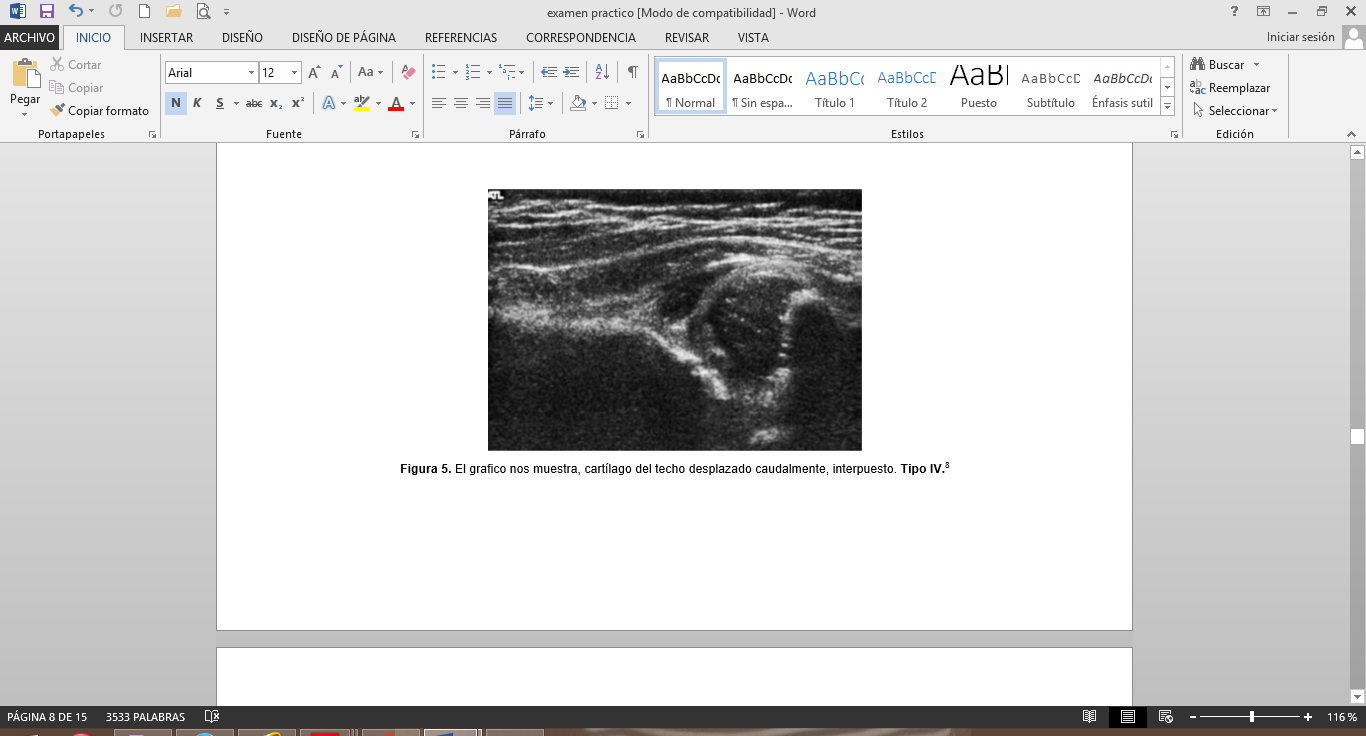 examen practico [Modo de compatibilidad] - Word
ARCHIVO INICIO INSERTAR DISEÑO DISEÑO DE PÁGINA REFERENCIAS CORRESPONDENCIA REVISAR VISTA Iniciar sesión
Pegar
Cortar
Copiar
Copiar formato
Portapapeles
Arial 12
N K S abc x₂ x² A A
Fuente
Párrafo
AaBbCcDc AaBbCcDc AaBbCc AaBbCcD AaBl AaBbCcD AaBbCcDc
¶ Normal ¶ Sin espa... Título 1 Título 2 Puesto Subtítulo Énfasis sutil
Estilos
Buscar
Reemplazar
Seleccionar
Edición
Figura 5. El grafico nos muestra, cartílago del techo desplazado caudalmente, interpuesto. Tipo IV.⁸
PÁGINA 8 DE 15 3533 PALABRAS 116 %